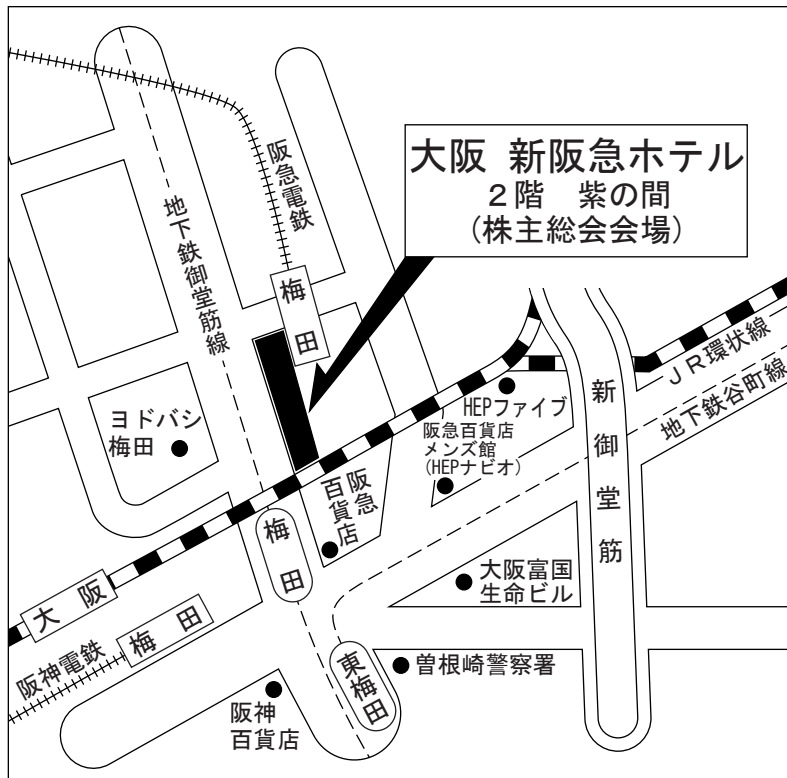 大阪 新阪急ホテル
２階 紫の間
(株主総会会場)
阪急電鉄
地下鉄御堂筋線
梅田
ヨドバシ
梅田
HEPファイブ
阪急百貨店
メンズ館
(HEPナビオ)
ＪＲ環状線
地下鉄谷町線
新御堂筋
阪急
百貨店
梅田
大阪
梅田
阪神電鉄
大阪富国
生命ビル
東梅田
曽根崎警察署
阪神
百貨店